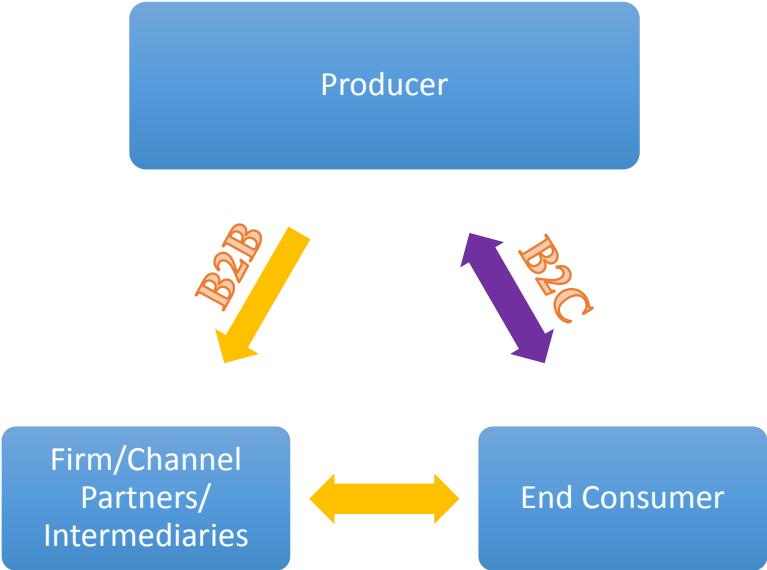 Producer
B2B
B2C
Firm/Channel
Partners/
Intermediaries
End Consumer